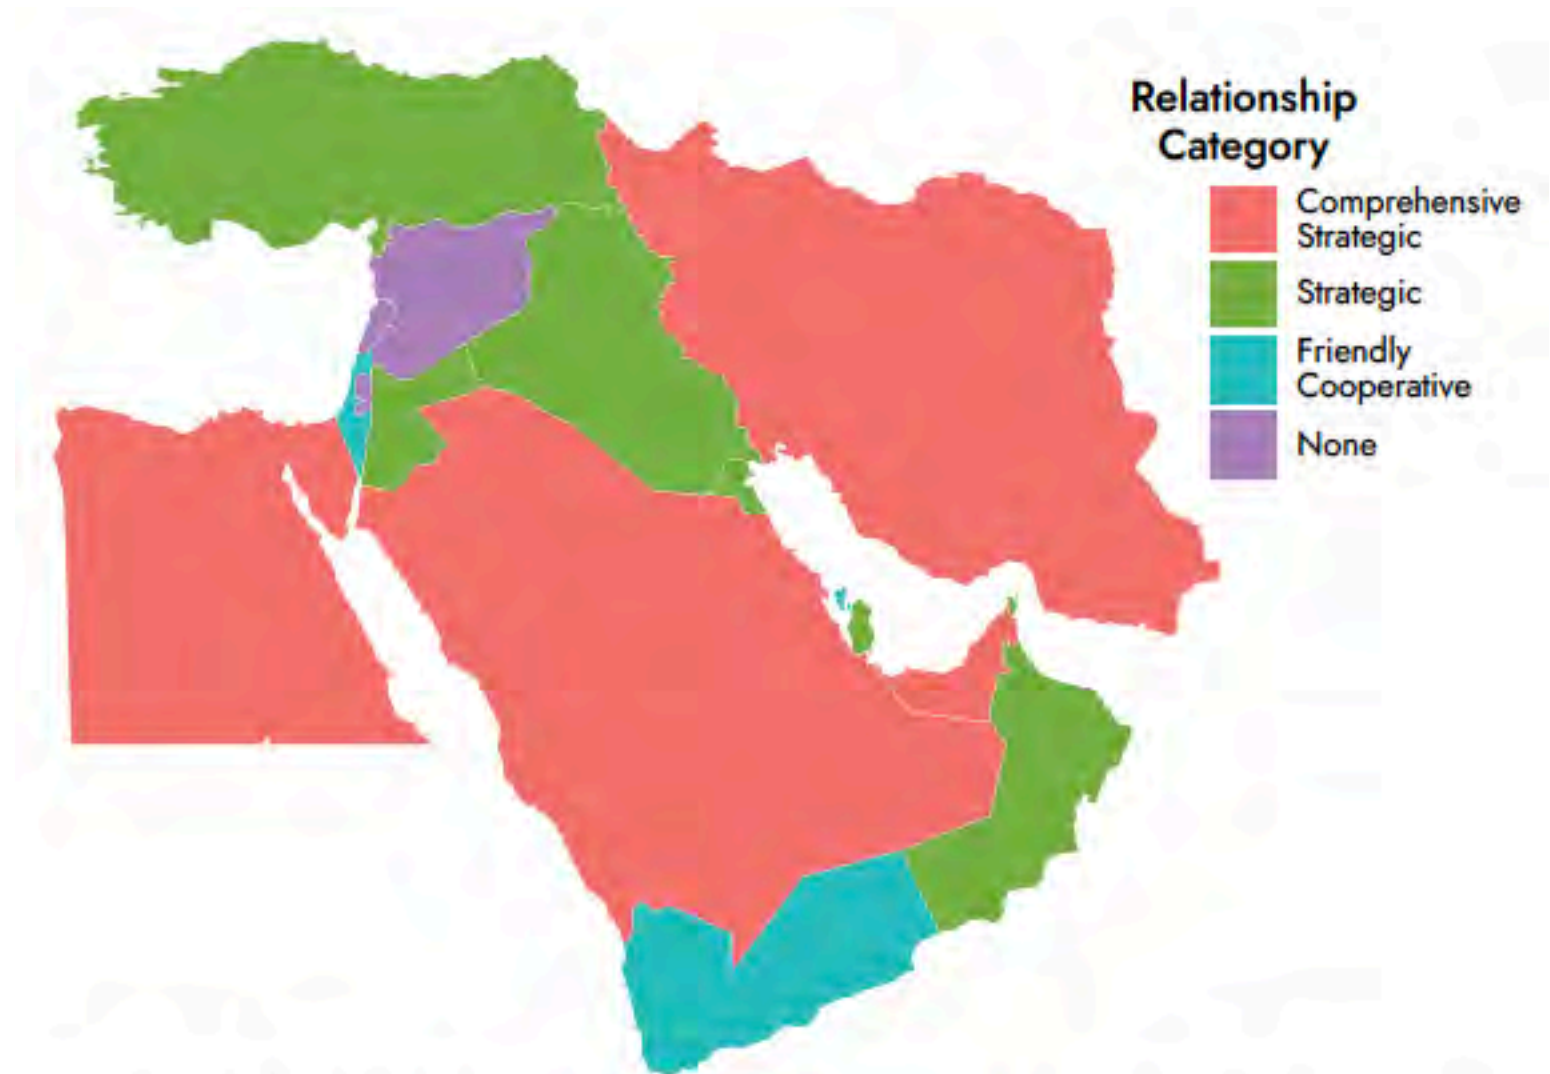 Relationship
Category
Comprehensive
Strategic
Strategic
Friendly
Cooperative
None